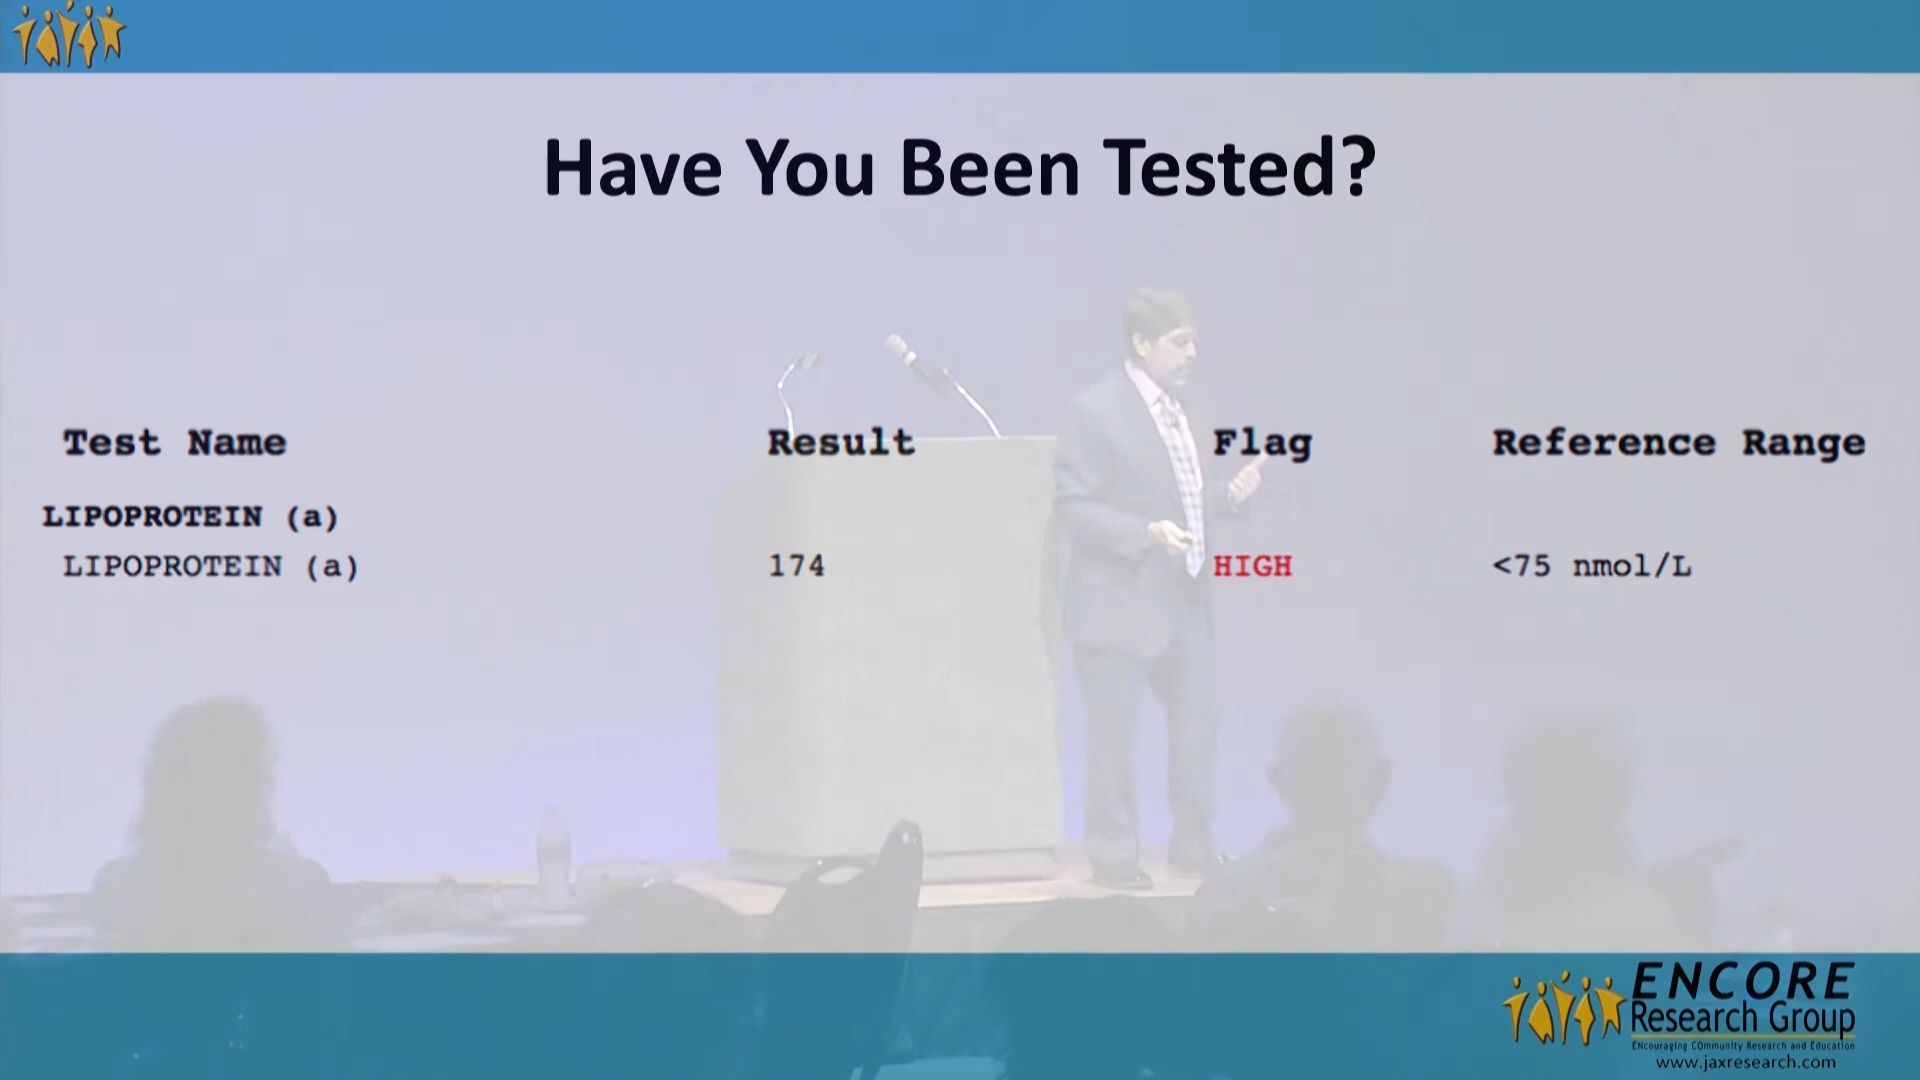 Have You Been Tested?
Test Name Result Flag Reference Range
LIPOPROTEIN (a)
LIPOPROTEIN (a) 174 HIGH <75 nmol/L
ENCORE
Research Group
ENcouraging COmmunity Research and Education
www.jaxresearch.com